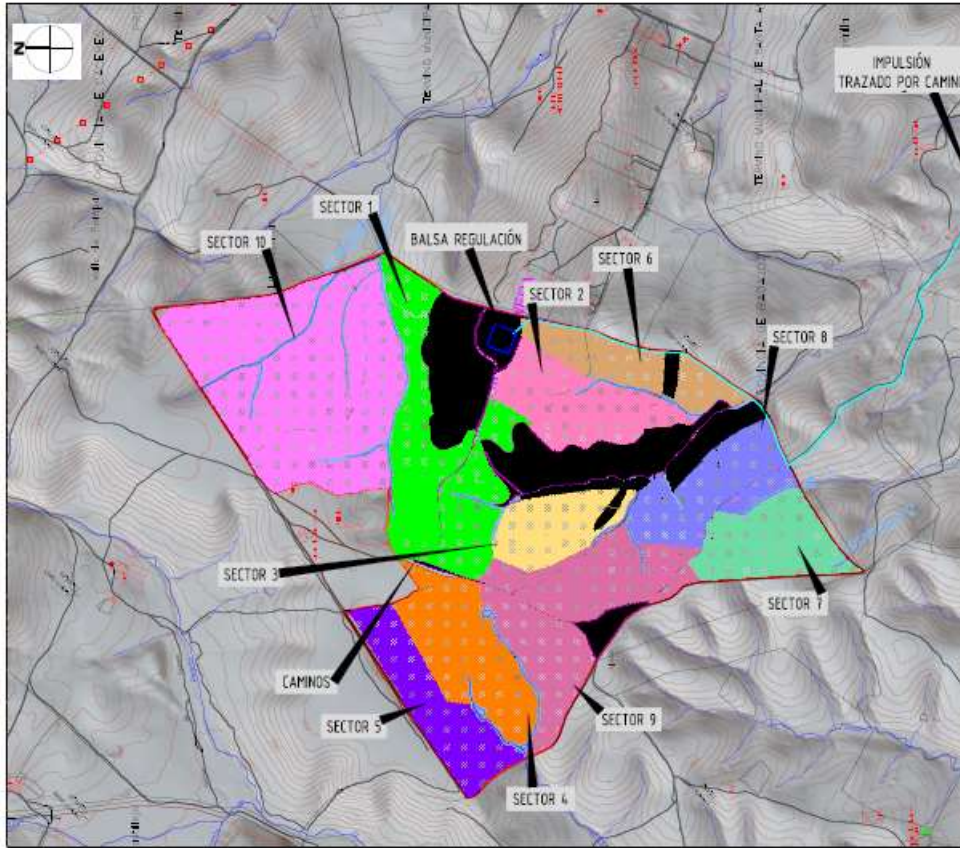 N
IMPULSIÓN
TRAZADO POR CAMIN
SECTOR 1
SECTOR 10
BALSA REGULACIÓN
SECTOR 6
SECTOR 2
SECTOR 8
SECTOR 3
SECTOR 7
CAMINOS
SECTOR 5
SECTOR 9
SECTOR 4